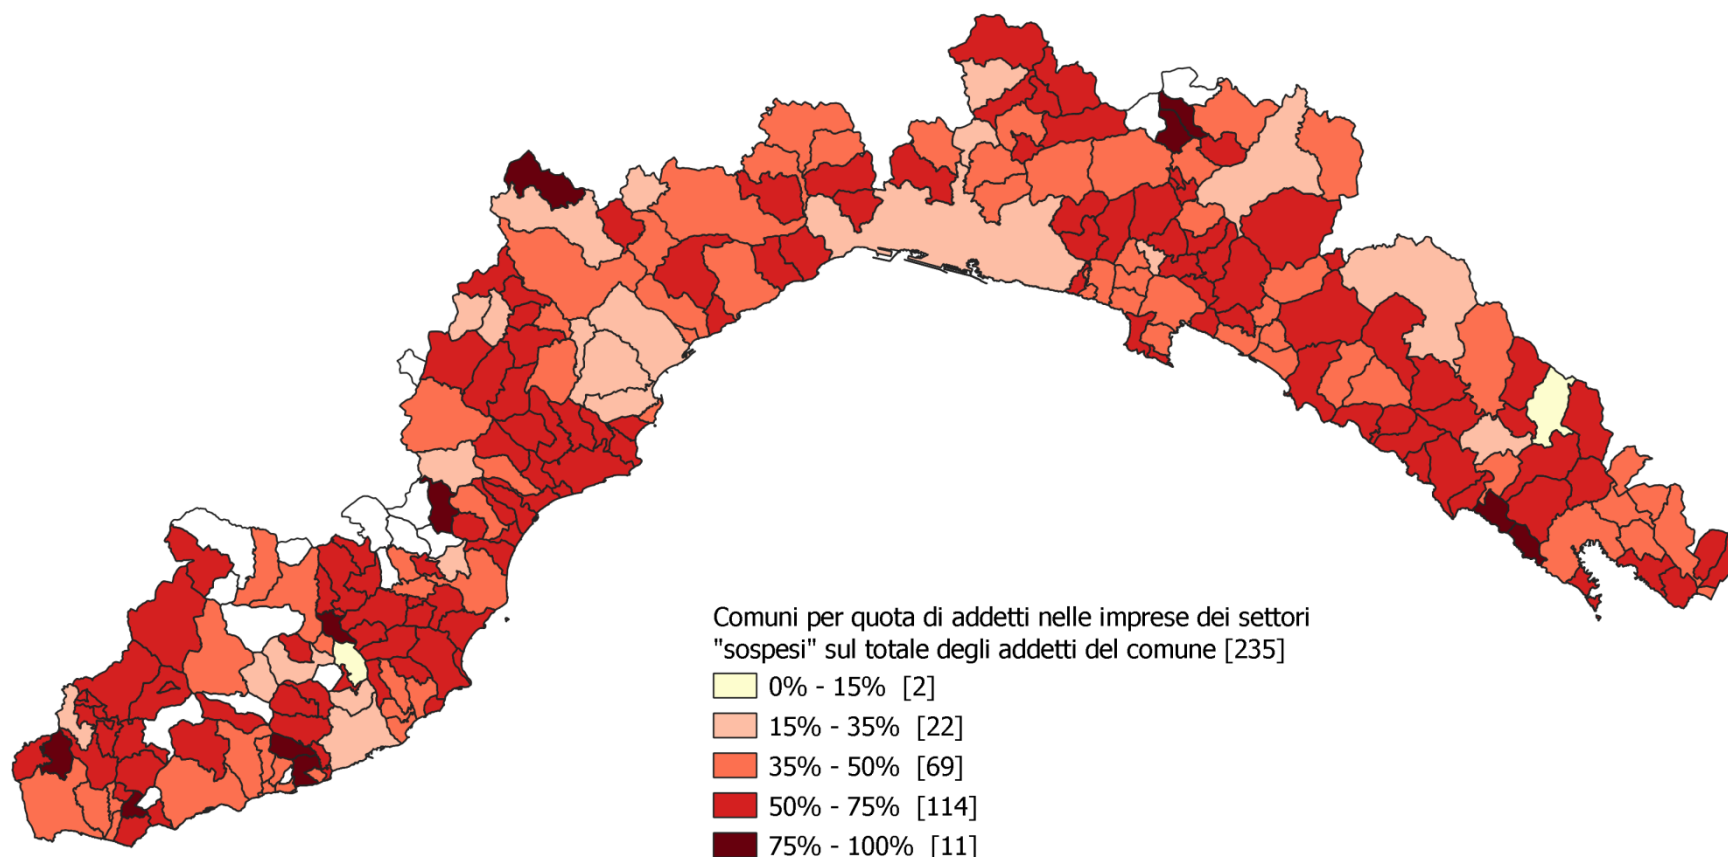 Comuni per quota di addetti nelle imprese dei settori
"sospesi" sul totale degli addetti del comune [235]
0% - 15% [2]
15% - 35% [22]
35% - 50% [69]
50% - 75% [114]
75% - 100% [11]